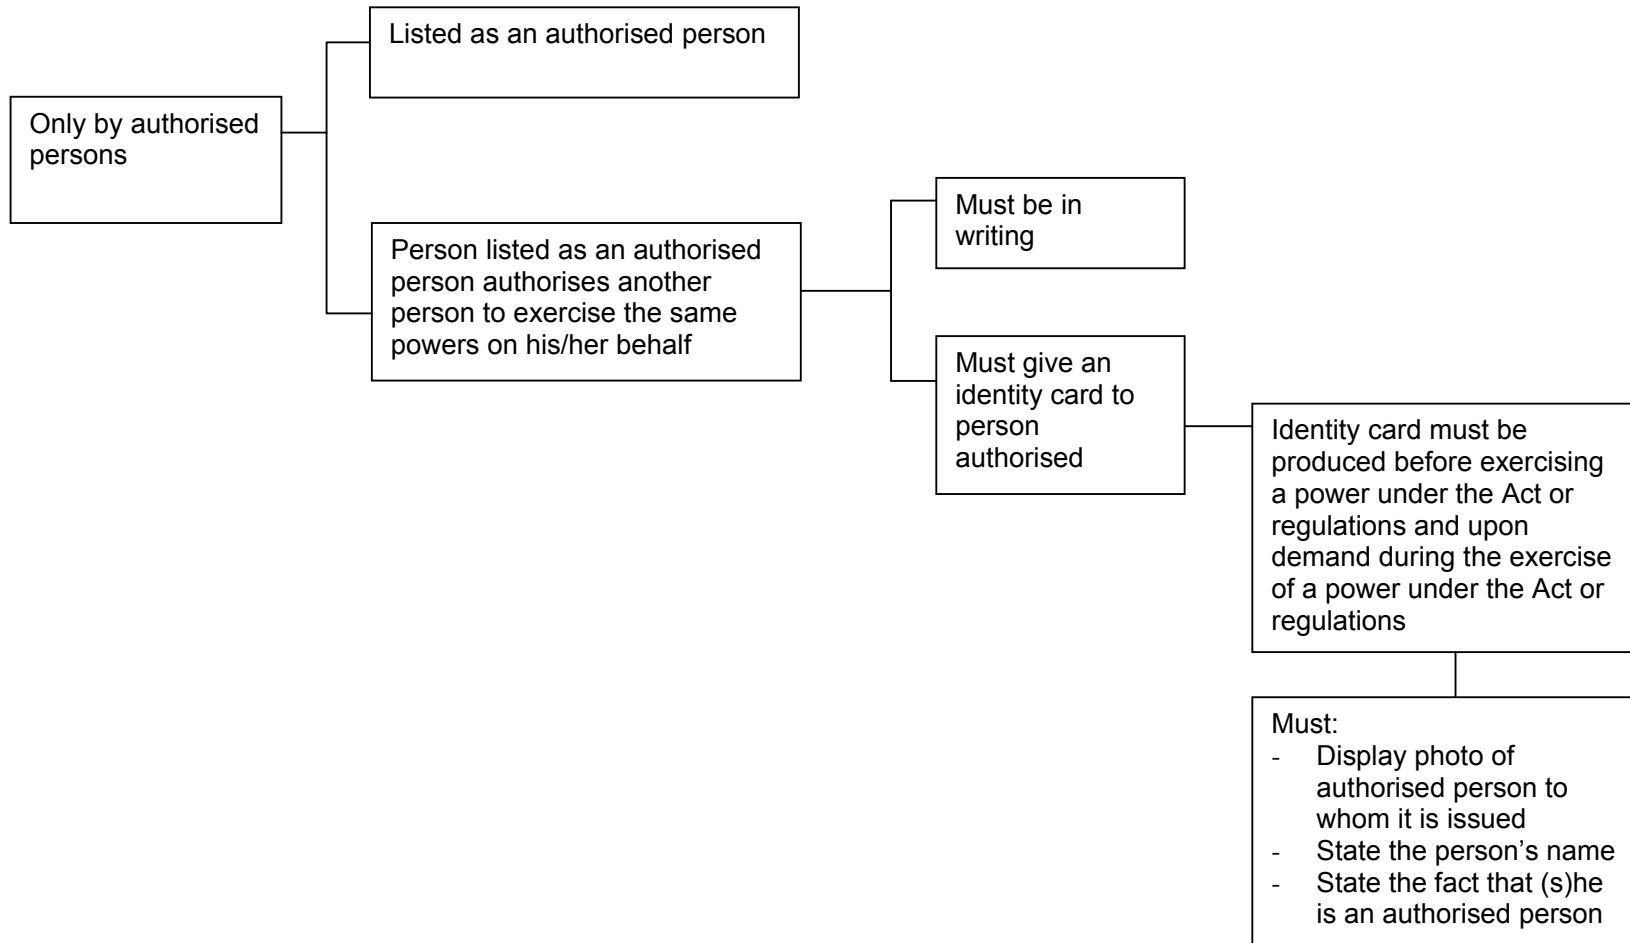 Listed as an authorised person
Only by authorised
persons
Person listed as an authorised
person authorises another
person to exercise the same
powers on his/her behalf
Must be in
writing
Must give an
identity card to
person
authorised
Identity card must be
produced before exercising
a power under the Act or
regulations and upon
demand during the exercise
of a power under the Act or
regulations
Must:
- Display photo of
authorised person to
whom it is issued
- State the person’s name
- State the fact that (s)he
is an authorised person